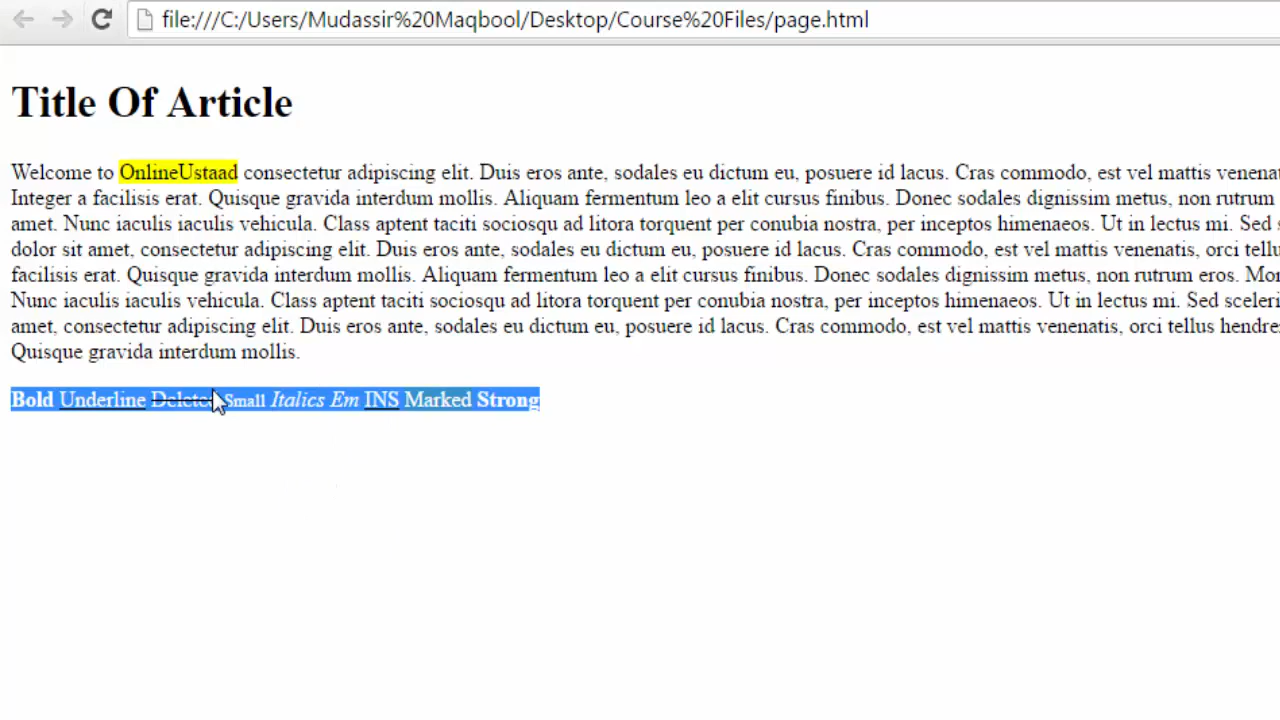 file:///C:/Users/Mudassir%20Maqbool/Desktop/Course%20Files/page.html
Title Of Article
Welcome to OnlineUstaad consectetur adipiscing elit. Duis eros ante, sodales eu dictum eu, posuere id lacus. Cras commodo, est vel mattis
Integer a facilisis erat. Quisque gravida interdum mollis. Aliquam fermentum leo a elit cursus finibus. Donec sodales dignissim metus, non rutrum
amet. Nunc iaculis iaculis vehicula. Class aptent taciti sociosqu ad litora torquent per conubia nostra, per inceptos himenaeos. Ut in lectus mi. Sed
dolor sit amet, consectetur adipiscing elit. Duis eros ante, sodales eu dictum eu, posuere id lacus. Cras commodo, est vel mattis venenatis, orci
facilisis erat. Quisque gravida interdum mollis. Aliquam fermentum leo a elit cursus finibus. Donec sodales dignissim metus, non rutrum eros.
Nunc iaculis iaculis vehicula. Class aptent taciti sociosqu ad litora torquent per conubia nostra, per inceptos himenaeos. Ut in lectus mi. Sed
amet, consectetur adipiscing elit. Duis eros ante, sodales eu dictum eu, posuere id lacus. Cras commodo, est vel mattis venenatis, orci tellus
Quisque gravida interdum mollis.
Bold Underline Deleted Small Italics Em INS Marked Strong